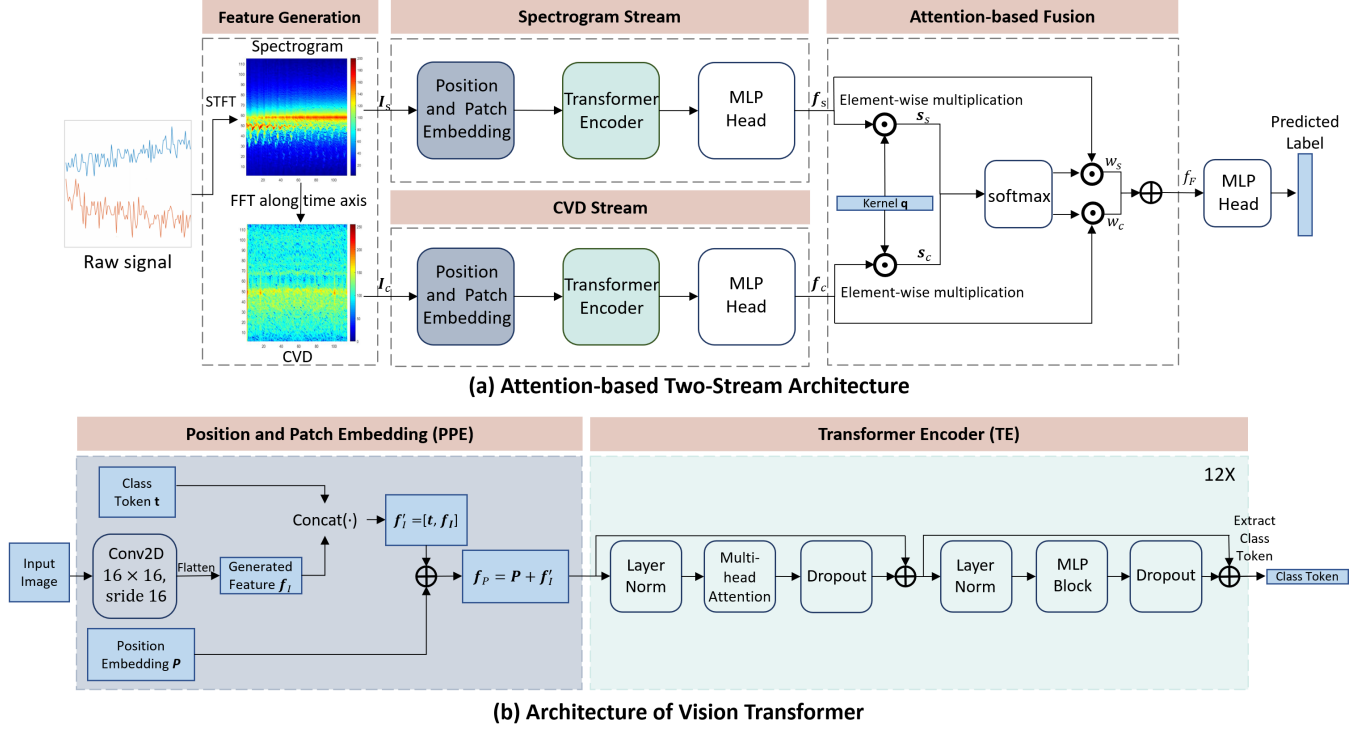 Feature Generation
Spectrogram Stream
Attention-based Fusion
Spectrogram
STFT
FFT along time axis
CVD
Raw signal
I_s
Position
and Patch
Embedding
Transformer
Encoder
MLP
Head
f_s
CVD Stream
I_c
Position
and Patch
Embedding
Transformer
Encoder
MLP
Head
f_c
Element-wise multiplication
s_s
Kernel q
s_c
Element-wise multiplication
softmax
w_s
w_c
f_F
MLP
Head
Predicted
Label
(a) Attention-based Two-Stream Architecture
Position and Patch Embedding (PPE)
Transformer Encoder (TE)
Input
Image
Class
Token t
Conv2D
16 × 16,
sride 16
Flatten
Generated
Feature f_I
Position
Embedding P
Concat(·)
f'_I =[t, f_I]
f_P = P + f'_I
12X
Layer
Norm
Multi-
head
Attention
Dropout
Layer
Norm
MLP
Block
Dropout
Extract
Class
Token
Class Token
(b) Architecture of Vision Transformer